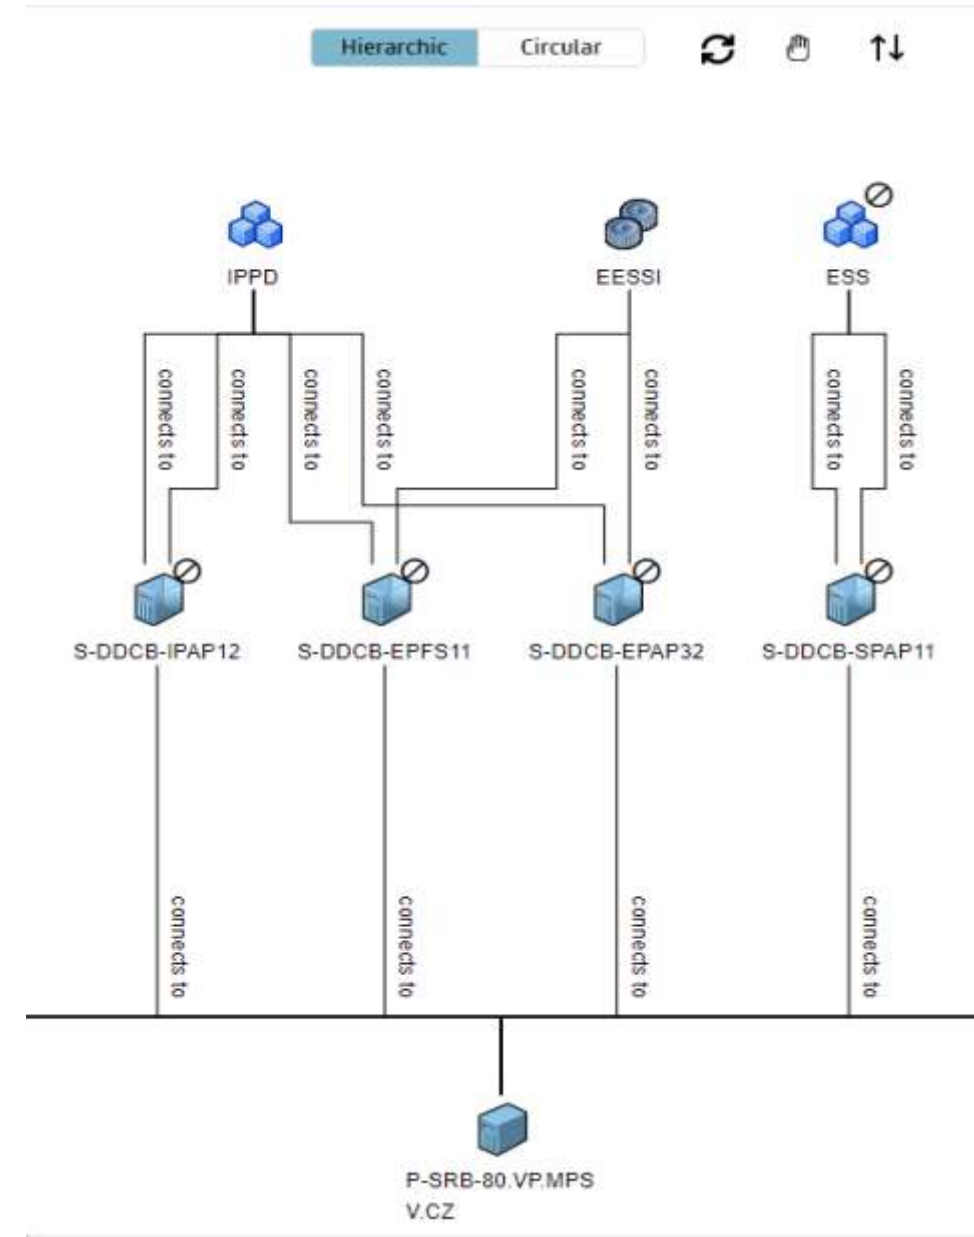 Hierarchic Circular
IPPD EESSI ESS
connects to connects to connects to connects to connects to connects to connects to connects to
S-DDCB-IPAP12 S-DDCB-EPFS11 S-DDCB-EPAP32 S-DDCB-SPAP11
connects to connects to connects to connects to
P-SRB-80.VP.MPS
V.CZ